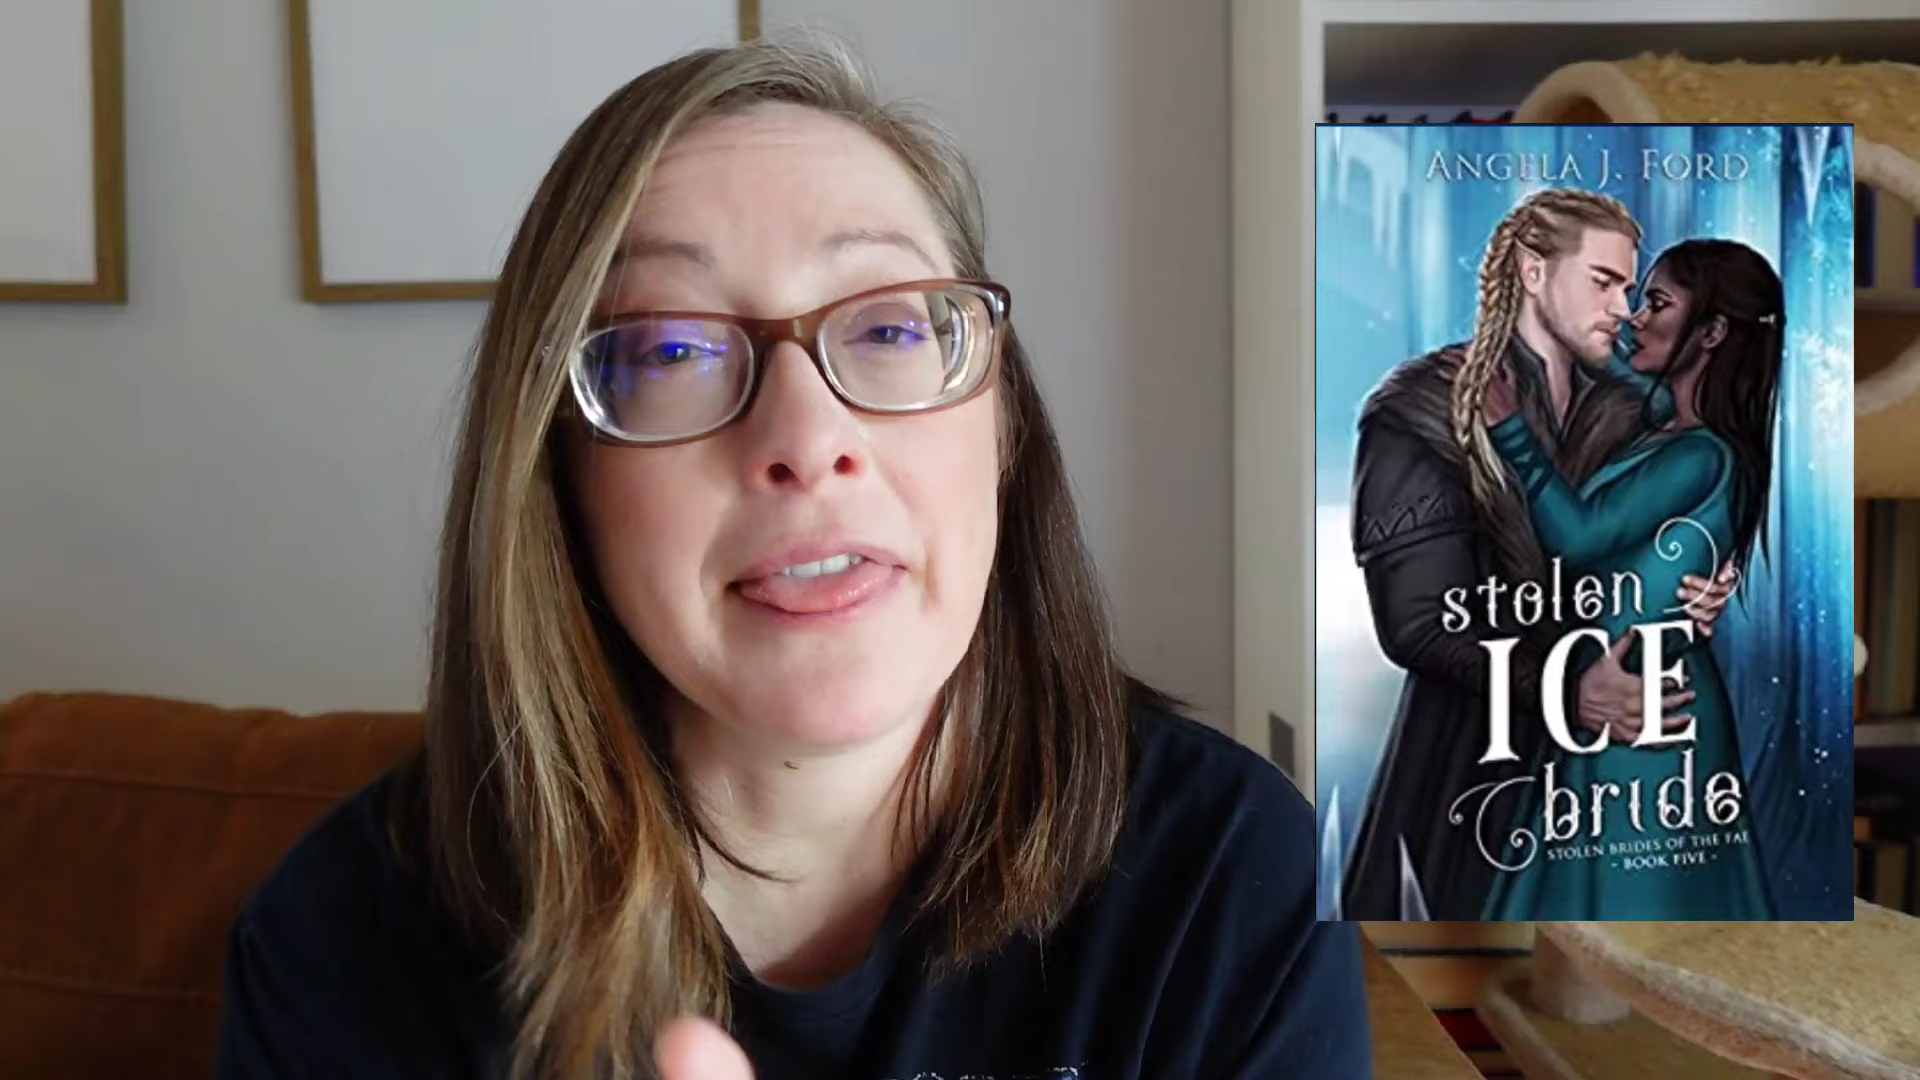 ANGELA J. FORD
stolen
ICE
bride
STOLEN BRIDES OF THE FAE
- BOOK FIVE -